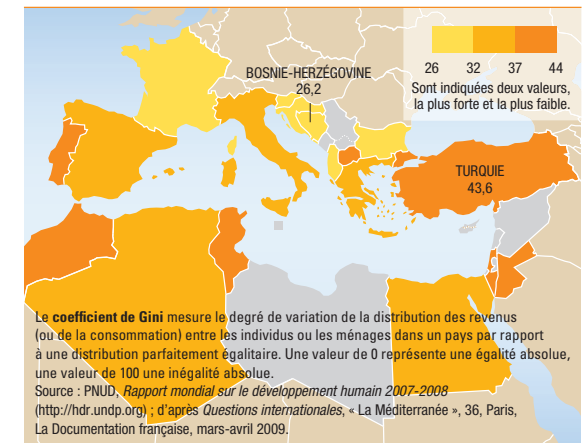 26 32 37 44
Sont indiquées deux valeurs,
la plus forte et la plus faible.
BOSNIE-HERZÉGOVINE
26,2
TURQUIE
43,6
Le coefficient de Gini mesure le degré de variation de la distribution des revenus
(ou de la consommation) entre les individus ou les ménages dans un pays par rapport
à une distribution parfaitement égalitaire. Une valeur de 0 représente une égalité absolue,
une valeur de 100 une inégalité absolue.
Source : PNUD, Rapport mondial sur le développement humain 2007-2008
(http://hdr.undp.org) ; d'après Questions internationales, « La Méditerranée », 36, Paris,
La Documentation française, mars-avril 2009.